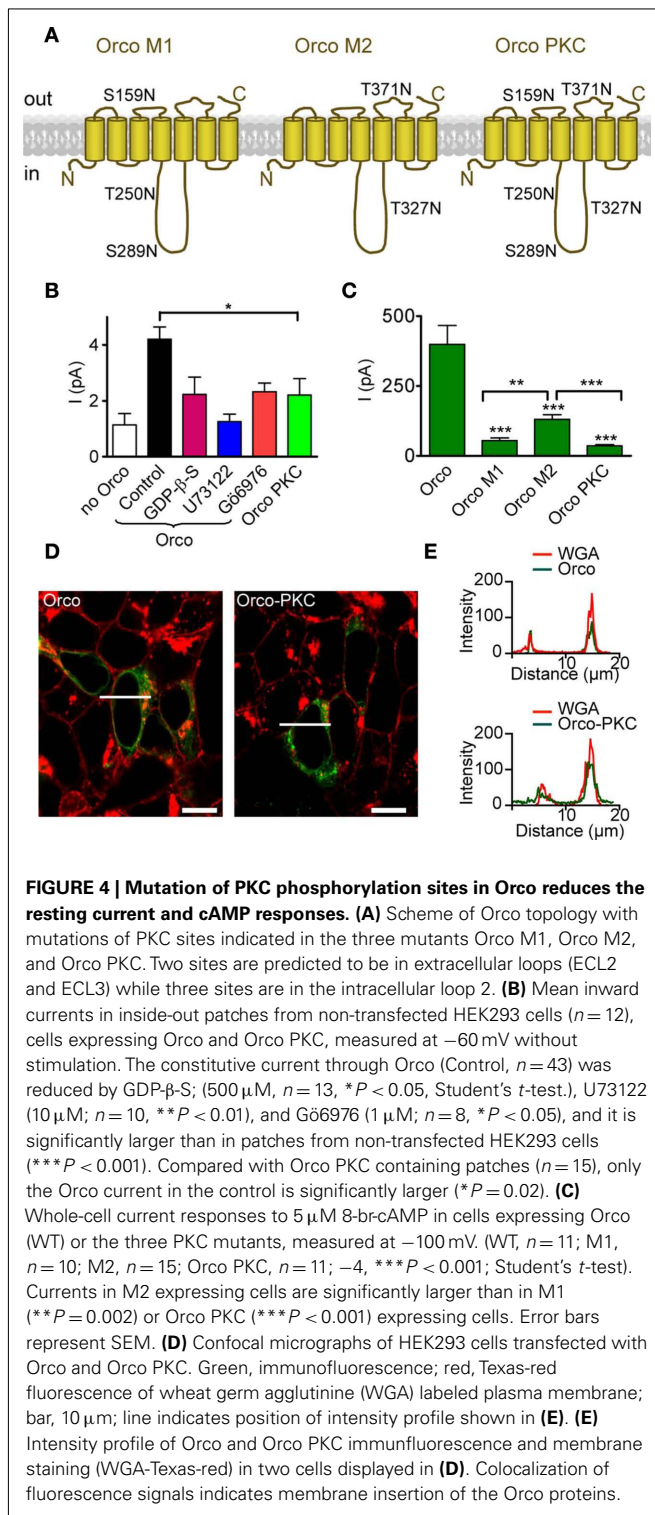 A
Orco M1
Orco M2
Orco PKC
out
in
S159N
C
N
T250N
S289N
T371N
C
N
T327N
S159N
T371N
C
N
T250N
T327N
S289N
B
I (pA)
4
2
0
no Orco
Control
GDP-β-S
U73122
Gö6976
Orco PKC
Orco
*
C
I (pA)
500
250
0
**
***
***
***
***
Orco
Orco M1
Orco M2
Orco PKC
D
Orco
Orco-PKC
E
WGA
Orco
Intensity
200
100
0
10
20
Distance (µm)
WGA
Orco-PKC
Intensity
200
100
0
10
20
Distance (µm)
FIGURE 4 | Mutation of PKC phosphorylation sites in Orco reduces the
resting current and cAMP responses. (A) Scheme of Orco topology with
mutations of PKC sites indicated in the three mutants Orco M1, Orco M2,
and Orco PKC. Two sites are predicted to be in extracellular loops (ECL2
and ECL3) while three sites are in the intracellular loop 2. (B) Mean inward
currents in inside-out patches from non-transfected HEK293 cells (n = 12),
cells expressing Orco and Orco PKC, measured at −60 mV without
stimulation. The constitutive current through Orco (Control, n = 43) was
reduced by GDP-β-S; (500 µM, n = 13, *P < 0.05, Student's t-test.), U73122
(10 µM; n = 10, **P < 0.01), and Gö6976 (1 µM; n = 8, *P < 0.05), and it is
significantly larger than in patches from non-transfected HEK293 cells
(***P < 0.001). Compared with Orco PKC containing patches (n = 15), only
the Orco current in the control is significantly larger (*P = 0.02). (C)
Whole-cell current responses to 5 µM 8-br-cAMP in cells expressing Orco
(WT) or the three PKC mutants, measured at −100 mV. (WT, n = 11; M1,
n = 10; M2, n = 15; Orco PKC, n = 11; −4, ***P < 0.001; Student's t-test).
Currents in M2 expressing cells are significantly larger than in M1
(**P = 0.002) or Orco PKC (***P < 0.001) expressing cells. Error bars
represent SEM. (D) Confocal micrographs of HEK293 cells transfected with
Orco and Orco PKC. Green, immunofluorescence; red, Texas-red
fluorescence of wheat germ agglutinine (WGA) labeled plasma membrane;
bar, 10 µm; line indicates position of intensity profile shown in (E). (E)
Intensity profile of Orco and Orco PKC immunfluorescence and membrane
staining (WGA-Texas-red) in two cells displayed in (D). Colocalization of
fluorescence signals indicates membrane insertion of the Orco proteins.